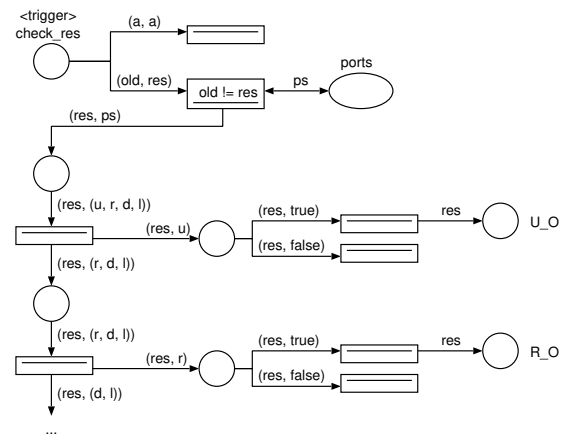 <trigger>
check_res
(a, a)
(old, res)
old != res
ps
ports
(res, ps)
(res, (u, r, d, l))
(res, u)
(res, true)
res
U_O
(res, false)
(res, (r, d, l))
(res, (r, d, l))
(res, r)
(res, true)
res
R_O
(res, false)
(res, (d, l))
...